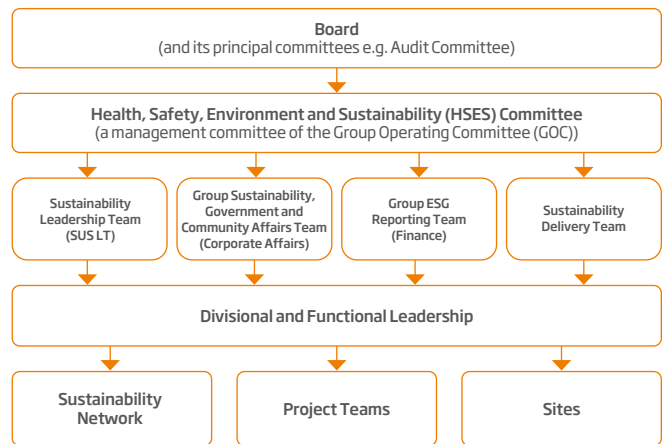 Board
(and its principal committees e.g. Audit Committee)
Health, Safety, Environment and Sustainability (HSES) Committee
(a management committee of the Group Operating Committee (GOC))
Sustainability
Leadership Team
(SUS LT)
Group Sustainability,
Government and
Community Affairs Team
(Corporate Affairs)
Group ESG
Reporting Team
(Finance)
Sustainability
Delivery Team
Divisional and Functional Leadership
Sustainability
Network
Project Teams
Sites